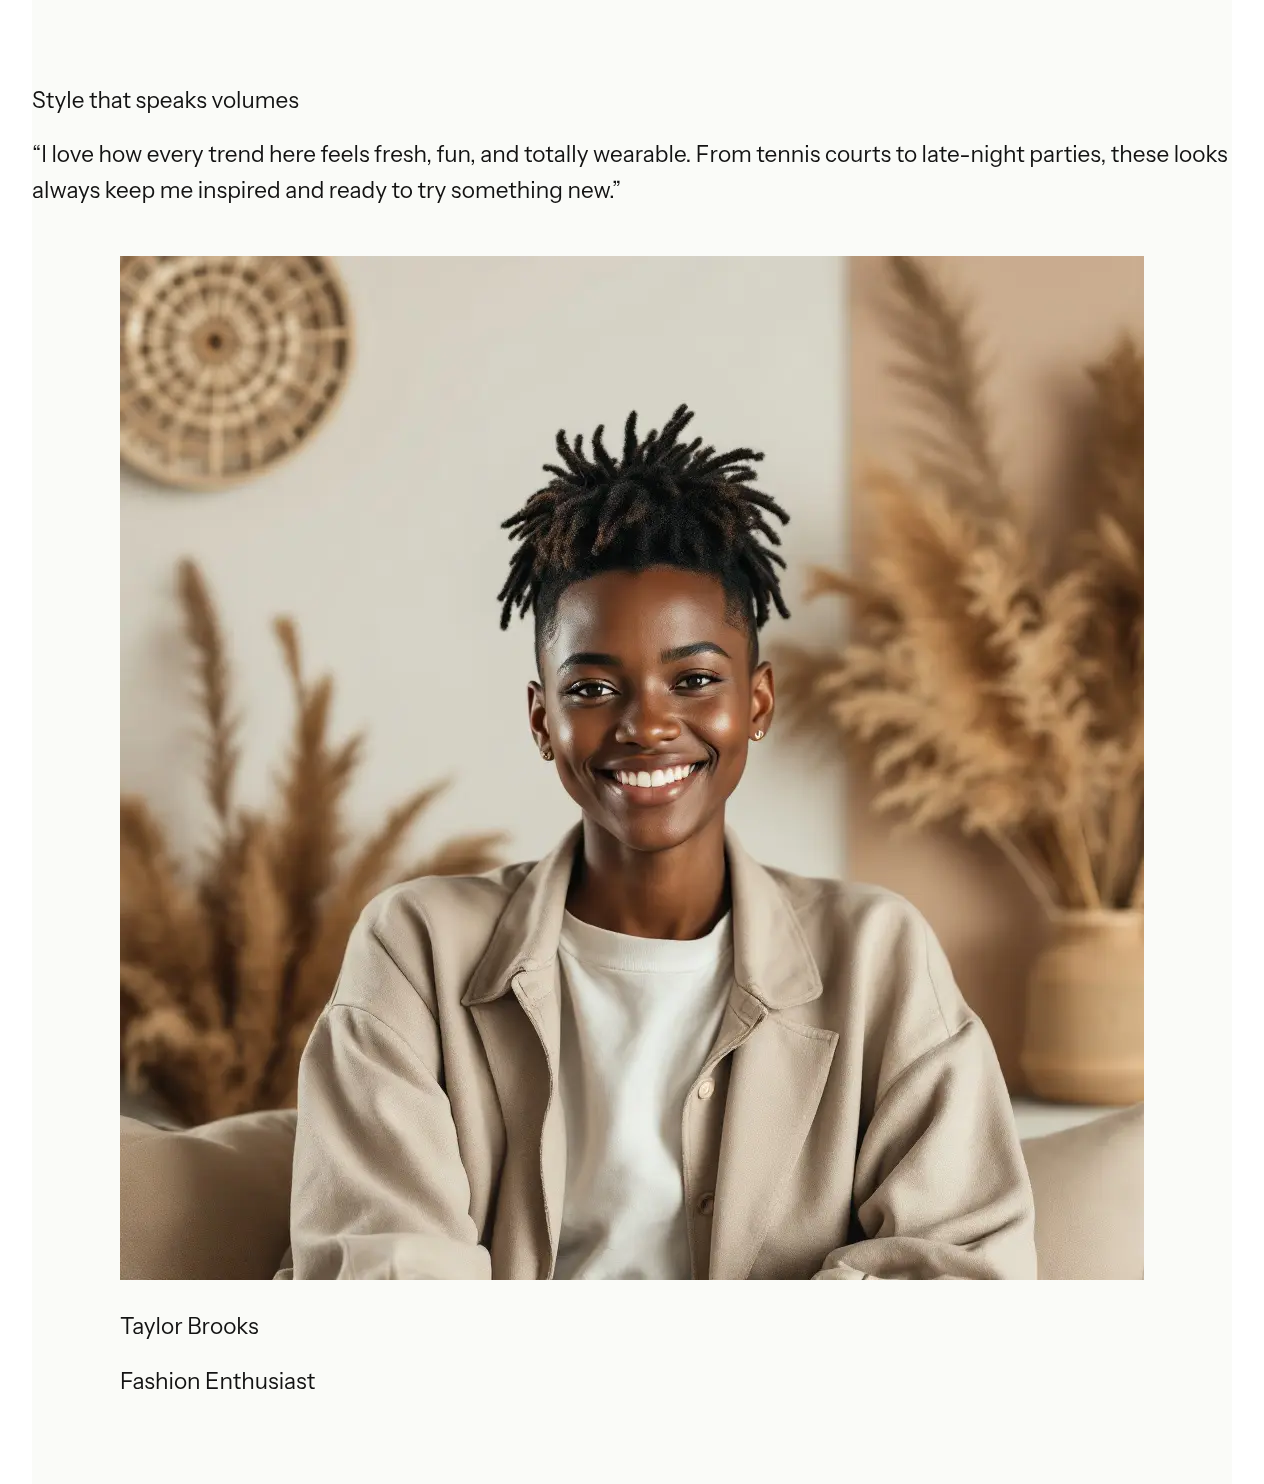 Style that speaks volumes
“I love how every trend here feels fresh, fun, and totally wearable. From tennis courts to late-night parties, these looks
always keep me inspired and ready to try something new.”
Taylor Brooks
Fashion Enthusiast